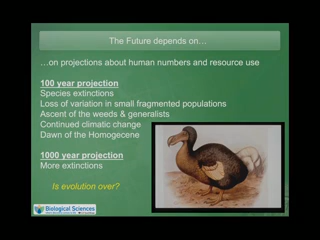 The Future depends on…
…on projections about human numbers and resource use
100 year projection
Species extinctions
Loss of variation in small fragmented populations
Ascent of the weeds & generalists
Continued climatic change
Dawn of the Homogecene
1000 year projection
More extinctions
Is evolution over?
Biological Sciences